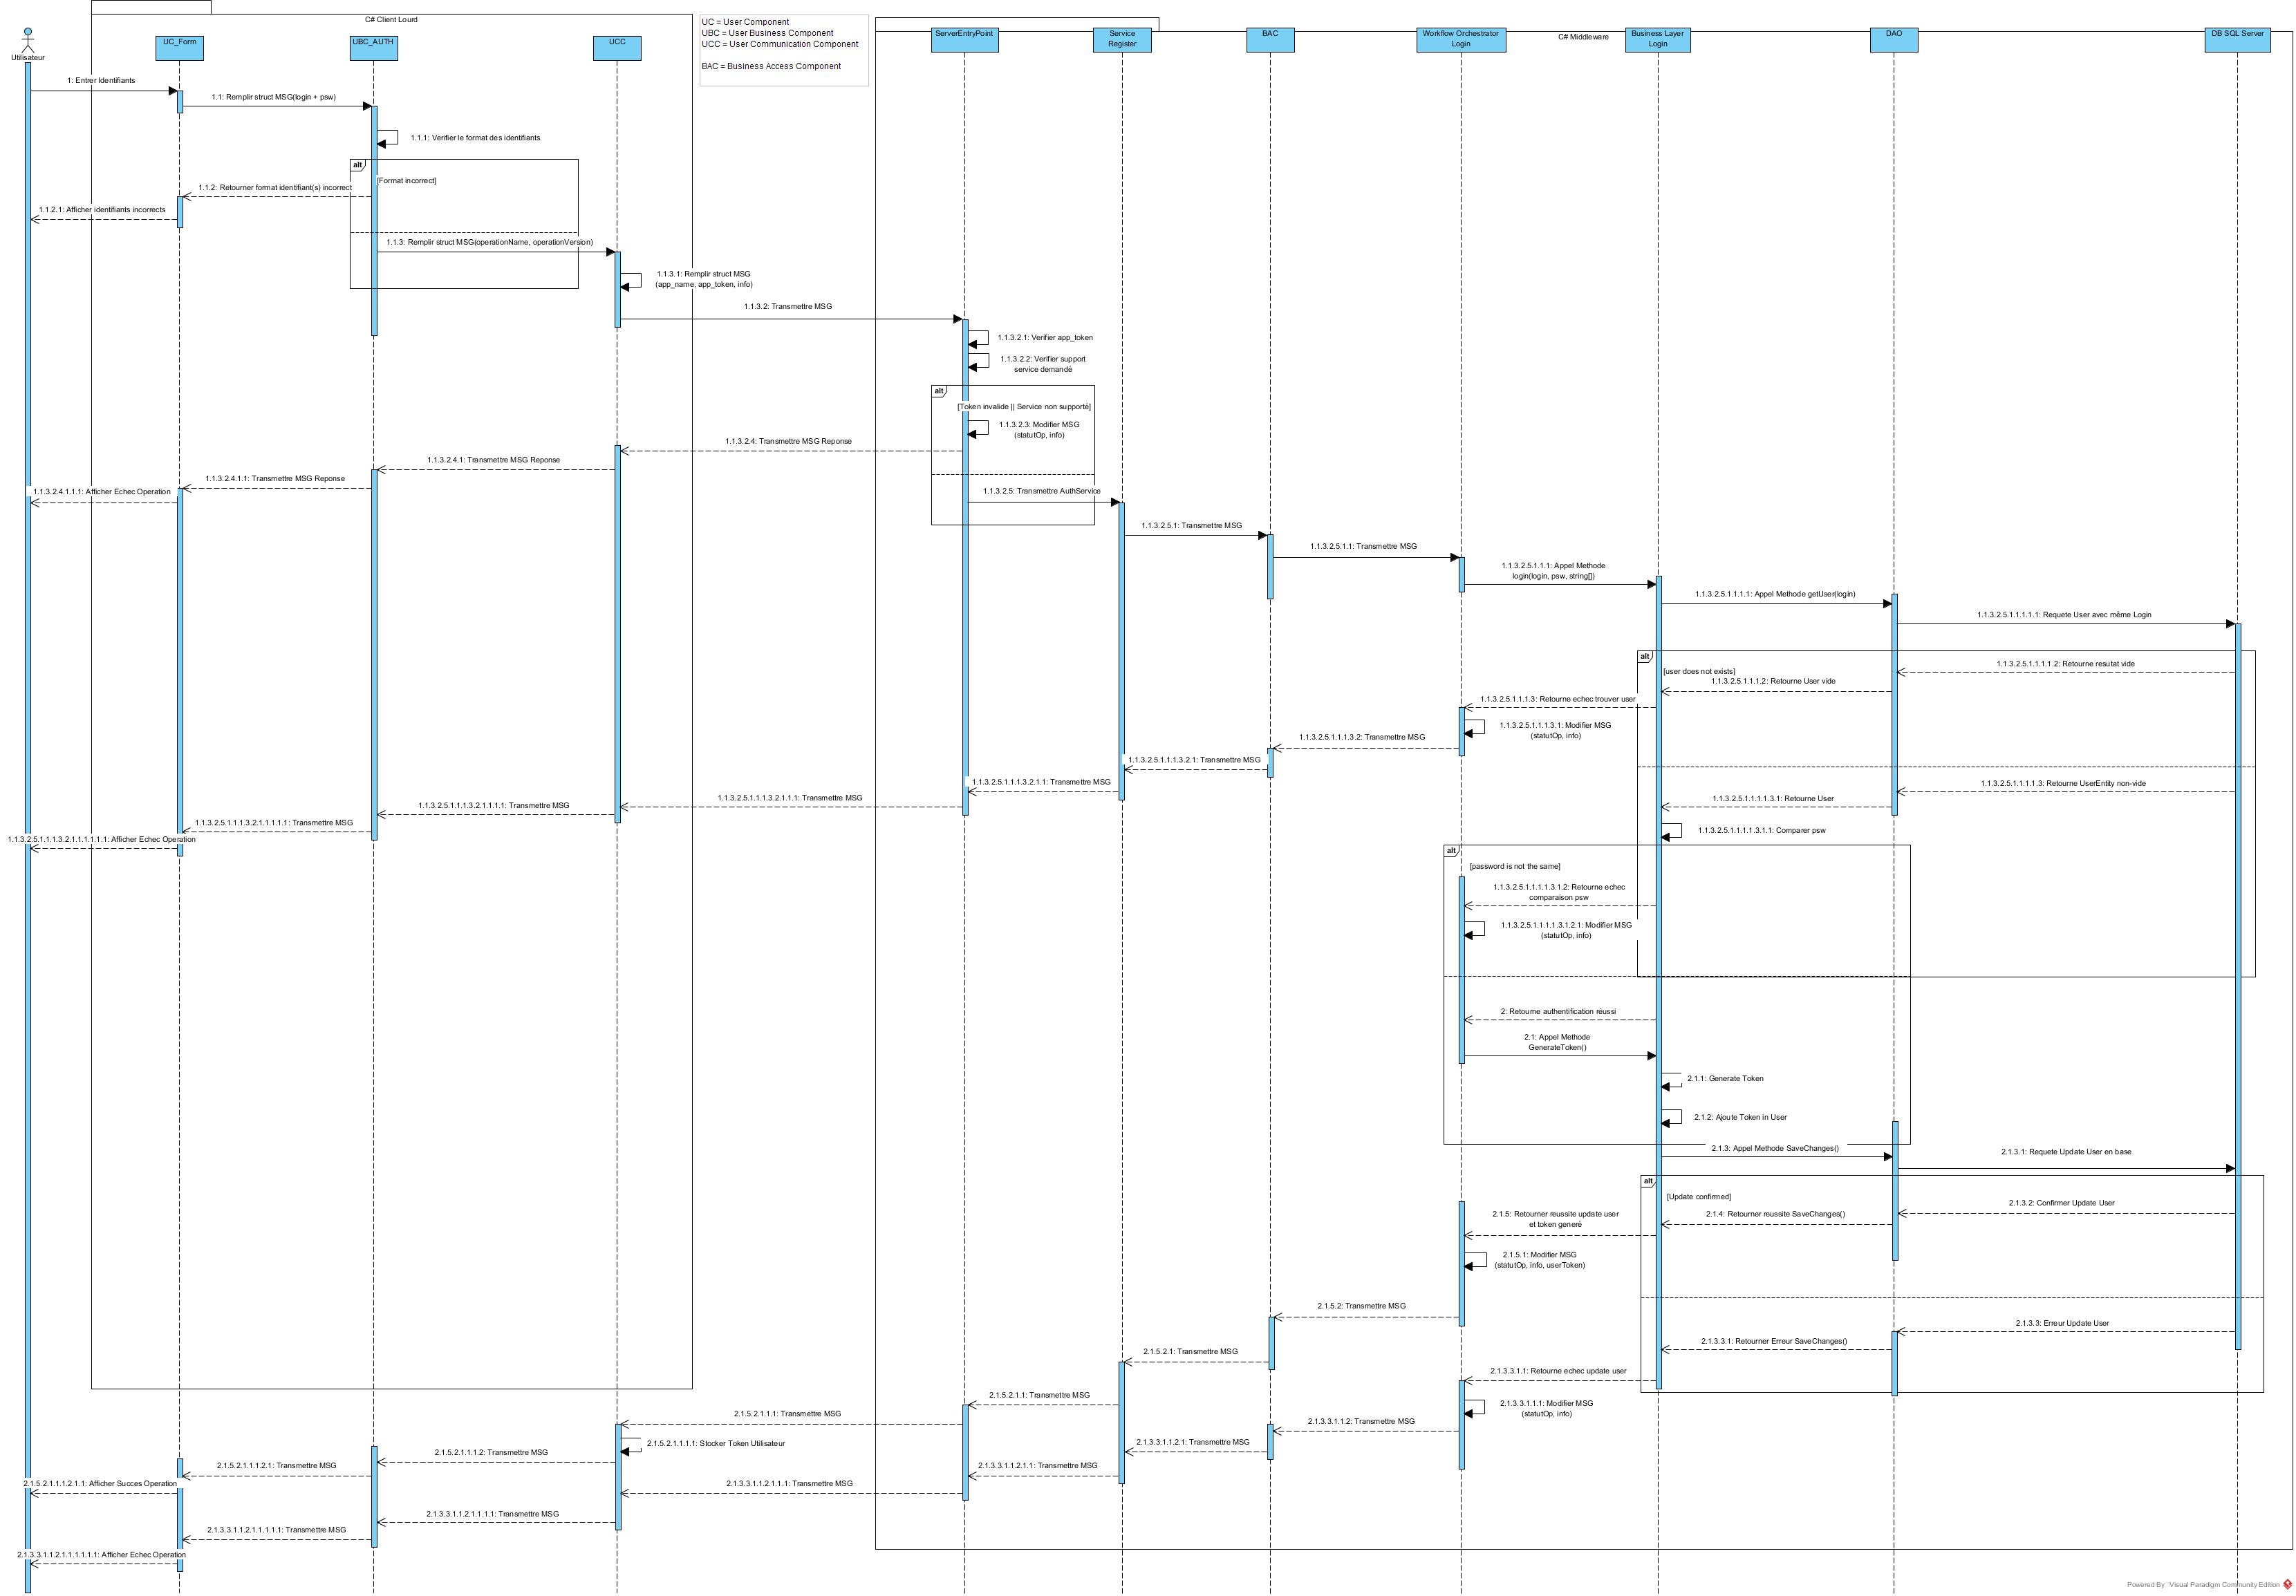 C# Client Lourd
UC = User Component
UBC = User Business Component
UCC = User Communication Component
BAC = Business Access Component
C# Middleware
Utilisateur
UC_Form
UBC_AUTH
UCC
ServerEntryPoint
Service
Register
BAC
Workflow Orchestrator
Login
Business Layer
Login
DAO
DB SQL Server
1: Entrer Identifiants
1.1: Remplir struct MSG(login + psw)
1.1.1: Verifier le format des identifiants
alt
[Format incorrect]
1.1.2: Retourner format identifiant(s) incorrect
1.1.2.1: Afficher identifiants incorrects
1.1.3: Remplir struct MSG(operationName, operationVersion)
1.1.3.1: Remplir struct MSG
(app_name, app_token, info)
1.1.3.2: Transmettre MSG
1.1.3.2.1: Verifier app_token
1.1.3.2.2: Verifier support
service demandé
alt
[Token invalide || Service non supporté]
1.1.3.2.3: Modifier MSG
(statutOp, info)
1.1.3.2.4: Transmettre MSG Reponse
1.1.3.2.4.1: Transmettre MSG Reponse
1.1.3.2.4.1.1: Transmettre MSG Reponse
1.1.3.2.4.1.1.1: Afficher Echec Operation
1.1.3.2.5: Transmettre AuthService
1.1.3.2.5.1: Transmettre MSG
1.1.3.2.5.1.1: Transmettre MSG
1.1.3.2.5.1.1.1: Appel Methode
login(login, psw, string[])
1.1.3.2.5.1.1.1.1: Appel Methode getUser(login)
1.1.3.2.5.1.1.1.1.1: Requete User avec même Login
alt
[user does not exists]
1.1.3.2.5.1.1.1.1.2: Retourne resutat vide
1.1.3.2.5.1.1.1.2: Retourne User vide
1.1.3.2.5.1.1.1.3: Retourne echec trouver user
1.1.3.2.5.1.1.1.3.1: Modifier MSG
(statutOp, info)
1.1.3.2.5.1.1.1.3.2: Transmettre MSG
1.1.3.2.5.1.1.1.3.2.1: Transmettre MSG
1.1.3.2.5.1.1.1.3.2.1.1: Transmettre MSG
1.1.3.2.5.1.1.1.3.2.1.1.1: Transmettre MSG
1.1.3.2.5.1.1.1.3.2.1.1.1.1: Transmettre MSG
1.1.3.2.5.1.1.1.3.2.1.1.1.1.1: Transmettre MSG
1.1.3.2.5.1.1.1.3.2.1.1.1.1.1.1: Afficher Echec Operation
1.1.3.2.5.1.1.1.1.3: Retourne UserEntity non-vide
1.1.3.2.5.1.1.1.1.3.1: Retourne User
1.1.3.2.5.1.1.1.1.3.1.1: Comparer psw
alt
[password is not the same]
1.1.3.2.5.1.1.1.1.3.1.2: Retourne echec
comparaison psw
1.1.3.2.5.1.1.1.1.3.1.2.1: Modifier MSG
(statutOp, info)
2: Retourne authentification réussi
2.1: Appel Methode
GenerateToken()
2.1.1: Generate Token
2.1.2: Ajoute Token in User
2.1.3: Appel Methode SaveChanges()
2.1.3.1: Requete Update User en base
alt
[Update confirmed]
2.1.3.2: Confirmer Update User
2.1.4: Retourner reussite SaveChanges()
2.1.5: Retourner reussite update user
et token generé
2.1.5.1: Modifier MSG
(statutOp, info, userToken)
2.1.5.2: Transmettre MSG
2.1.3.3: Erreur Update User
2.1.3.3.1: Retourner Erreur SaveChanges()
2.1.5.2.1: Transmettre MSG
2.1.3.3.1.1: Retourne echec update user
2.1.5.2.1.1: Transmettre MSG
2.1.3.3.1.1.1: Modifier MSG
(statutOp, info)
2.1.5.2.1.1.1: Transmettre MSG
2.1.3.3.1.1.2: Transmettre MSG
2.1.5.2.1.1.1.1: Stocker Token Utilisateur
2.1.3.3.1.1.2.1: Transmettre MSG
2.1.5.2.1.1.1.2: Transmettre MSG
2.1.5.2.1.1.1.2.1: Transmettre MSG
2.1.3.3.1.1.2.1.1: Transmettre MSG
2.1.5.2.1.1.1.2.1.1: Afficher Succes Operation
2.1.3.3.1.1.2.1.1.1: Transmettre MSG
2.1.3.3.1.1.2.1.1.1.1: Transmettre MSG
2.1.3.3.1.1.2.1.1.1.1.1: Transmettre MSG
2.1.3.3.1.1.2.1.1.1.1.1.1: Afficher Echec Operation
Powered By Visual Paradigm Community Edition